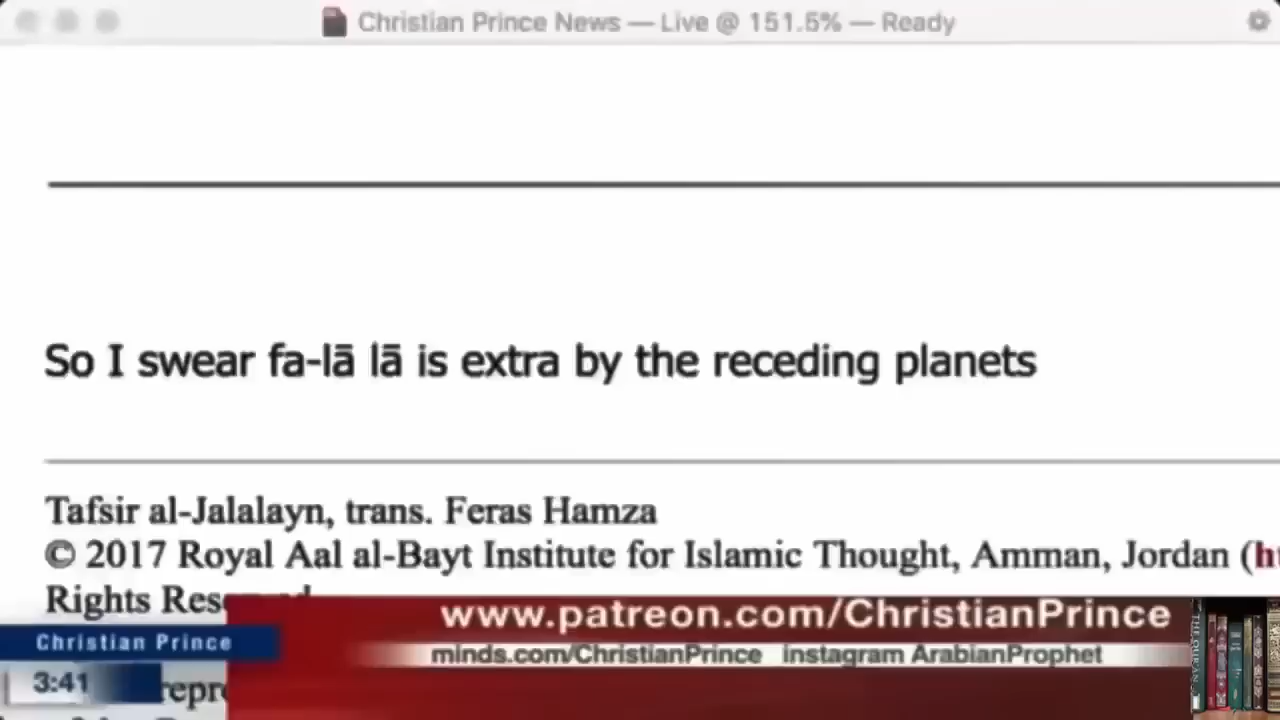 Christian Prince News — Live @ 151.5% — Ready
So I swear fa-lā lā is extra by the receding planets
Tafsir al-Jalalayn, trans. Feras Hamza
© 2017 Royal Aal al-Bayt Institute for Islamic Thought, Amman, Jordan (
Rights
www.patreon.com/ChristianPrince
Christian Prince
minds.com/ChristianPrince instagram ArabianProphet
3:41